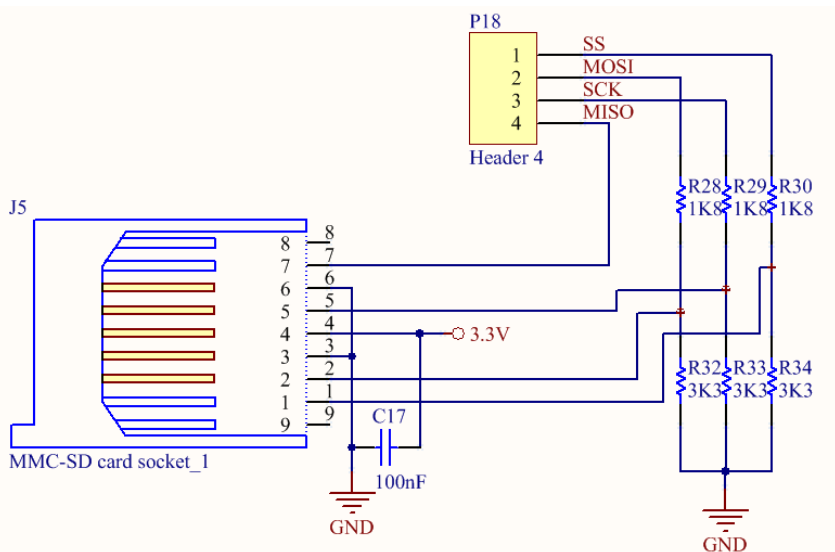 P18
1 SS
2 MOSI
3 SCK
4 MISO
Header 4
R28 R29 R30
1K8 1K8 1K8
J5
8 8
7 7
6 6
5 5
4 4
3.3V
3 3
2 2
1 1
9 9
R32 R33 R34
3K3 3K3 3K3
C17
100nF
MMC-SD card socket_1
GND
GND